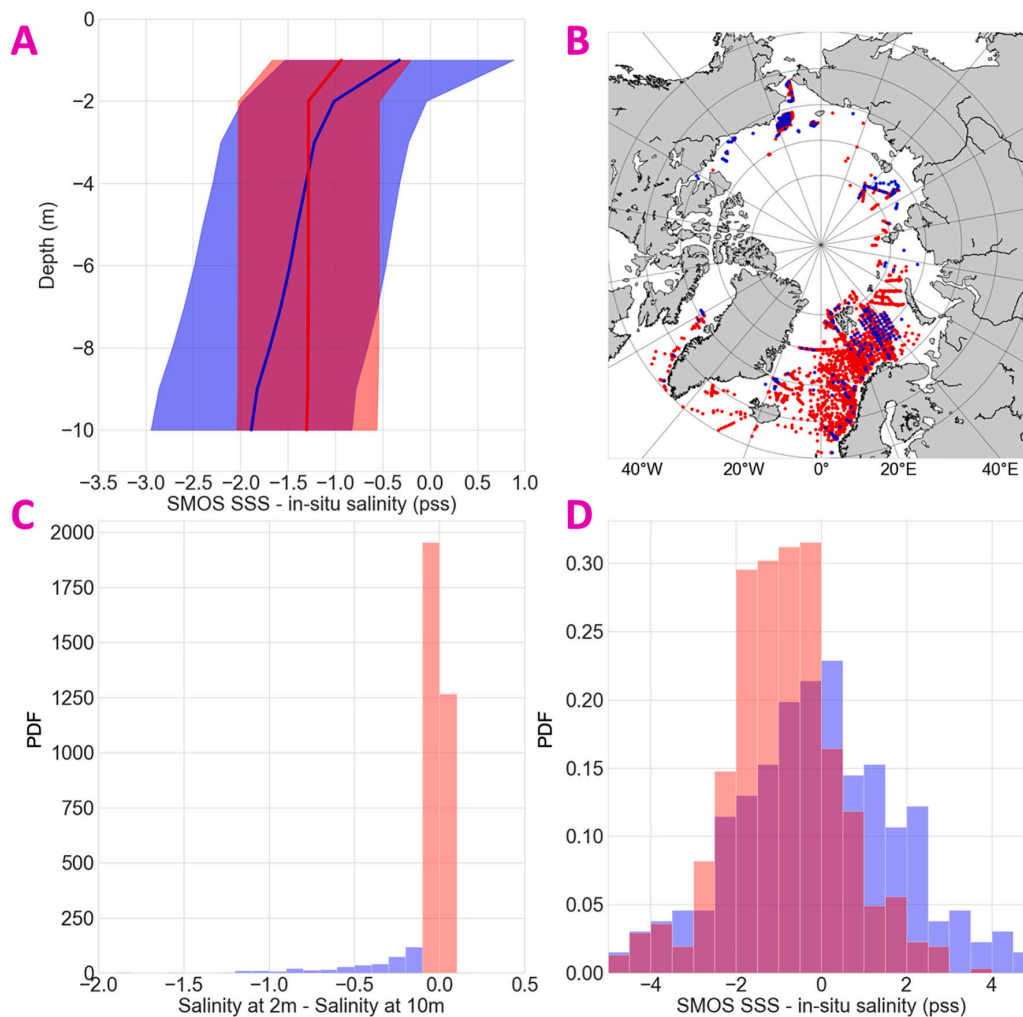 A
0
−2
−4
−6
−8
−10
Depth (m)
−3.5 −3.0 −2.5 −2.0 −1.5 −1.0 −0.5 0.0 0.5 1.0
SMOS SSS - in-situ salinity (pss)
B
40°W 20°W 0° 20°E 40°E
C
2000
1750
1500
1250
1000
750
500
250
0
PDF
−2.0 −1.5 −1.0 −0.5 0.0 0.5
Salinity at 2m - Salinity at 10m
D
0.30
0.25
0.20
0.15
0.10
0.05
0.00
PDF
−4 −2 0 2 4
SMOS SSS - in-situ salinity (pss)